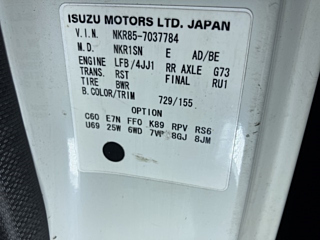 ISUZU MOTORS LTD. JAPAN
V.I.N. NKR85-7037784
M.D. NKR1SN E AD/BE
ENGINE LFB/4JJ1 RR AXLE G73
TRANS. RST FINAL RU1
TIRE BWR
B.COLOR/TRIM 729/155
OPTION
C60 E7N FF0 K89 RPV RS6
U69 25W 6WD 8GJ 8JM